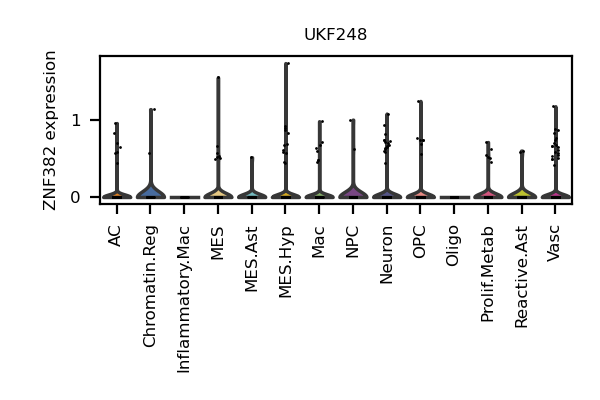 UKF248
ZNF382 expression
1
0
AC
Chromatin.Reg
Inflammatory.Mac
MES
MES.Ast
MES.Hyp
Mac
NPC
Neuron
OPC
Oligo
Prolif.Metab
Reactive.Ast
Vasc